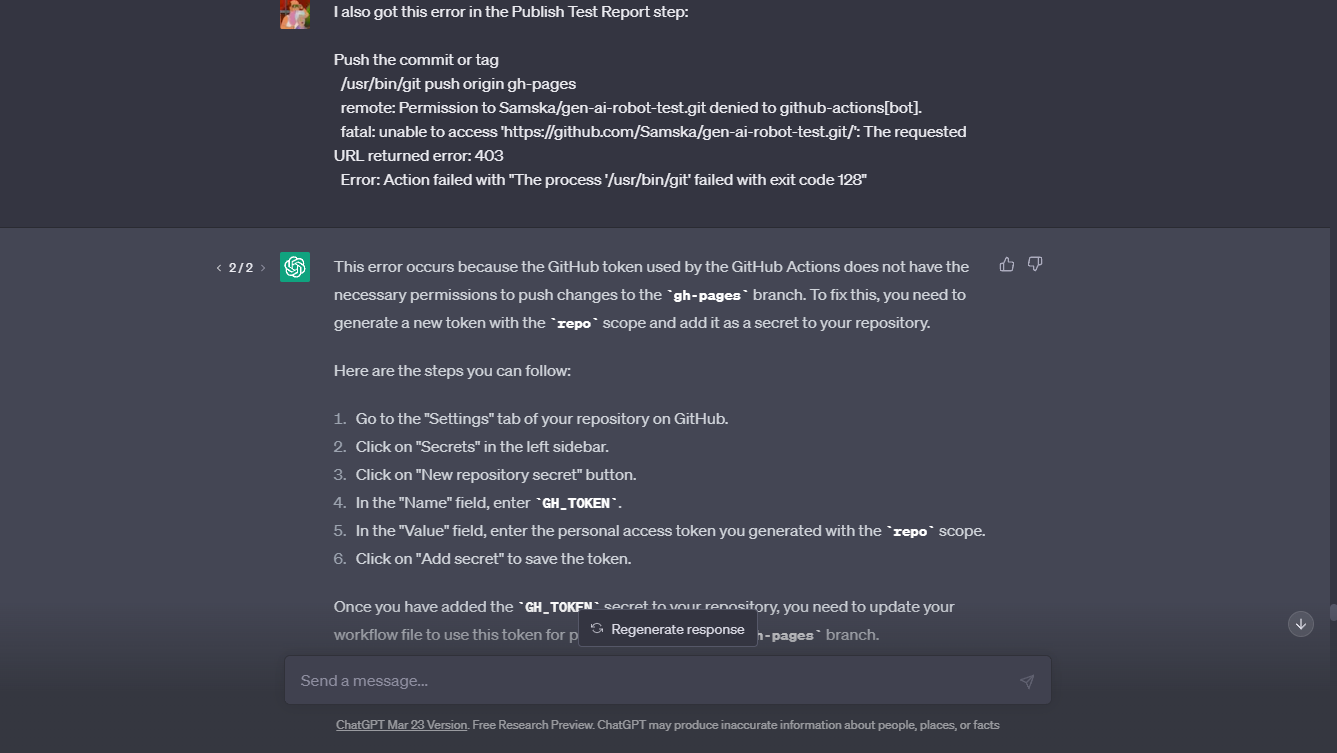 I also got this error in the Publish Test Report step:
Push the commit or tag
/usr/bin/git push origin gh-pages
remote: Permission to Samska/gen-ai-robot-test.git denied to github-actions[bot].
fatal: unable to access 'https://github.com/Samska/gen-ai-robot-test.git/': The requested
URL returned error: 403
Error: Action failed with "The process '/usr/bin/git' failed with exit code 128"
< 2/2 >
This error occurs because the GitHub token used by the GitHub Actions does not have the
necessary permissions to push changes to the `gh-pages` branch. To fix this, you need to
generate a new token with the `repo` scope and add it as a secret to your repository.
Here are the steps you can follow:
1. Go to the "Settings" tab of your repository on GitHub.
2. Click on "Secrets" in the left sidebar.
3. Click on "New repository secret" button.
4. In the "Name" field, enter `GH_TOKEN`.
5. In the "Value" field, enter the personal access token you generated with the `repo` scope.
6. Click on "Add secret" to save the token.
Once you have added the `GH_TOKEN` secret to your repository, you need to update your
workflow file to use this token for h-pages` branch.
Regenerate response
Send a message...
ChatGPT Mar 23 Version. Free Research Preview. ChatGPT may produce inaccurate information about people, places, or facts